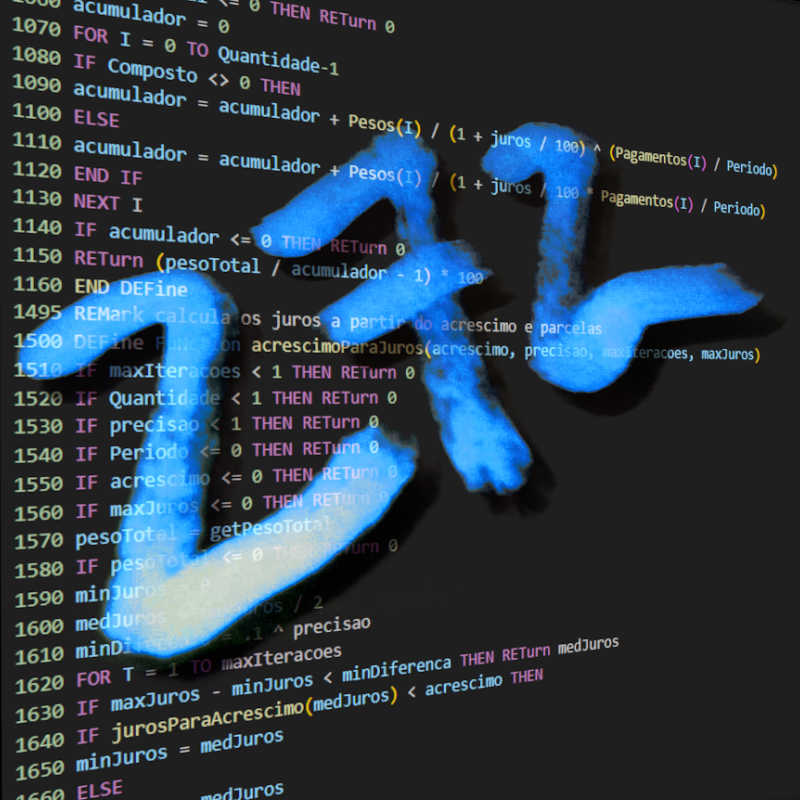 <= 0 THEN RETurn 0
1060 acumulador = 0
1070 FOR I = 0 TO Quantidade-1
1080 IF Composto <> 0 THEN
1090 acumulador = acumulador + Pesos(I) / (1 + juros / 100) ^ (Pagamentos(I) / Periodo)
1100 ELSE
1110 acumulador = acumulador + Pesos(I) / (1 + juros / 100 * Pagamentos(I) / Periodo)
1120 END IF
1130 NEXT I
1140 IF acumulador <= 0 THEN RETurn 0
1150 RETurn (pesoTotal / acumulador - 1) * 100
1160 END DEFine
1495 REMark calcula os juros a partir do acrescimo e parcelas
1500 DEFine Function acrescimoParaJuros(acrescimo, precisao, maxIteracoes, maxJuros)
1510 IF maxIteracoes < 1 THEN RETurn 0
1520 IF Quantidade < 1 THEN RETurn 0
1530 IF precisao < 1 THEN RETurn 0
1540 IF Periodo <= 0 THEN RETurn 0
1550 IF acrescimo <= 0 THEN RETurn 0
1560 IF maxJuros <= 0 THEN RETurn 0
1570 pesoTotal = getPesoTotal
1580 IF pesoTotal <= 0 THEN RETurn 0
1590 minJuros = 0
1600 medJuros / 2
1610 minDiferenca = .1 ^ precisao
1620 FOR T = 1 TO maxIteracoes
1630 IF maxJuros - minJuros < minDiferenca THEN RETurn medJuros
1640 IF jurosParaAcrescimo(medJuros) < acrescimo THEN
1650 minJuros = medJuros
1660 ELSE
medJuros
272